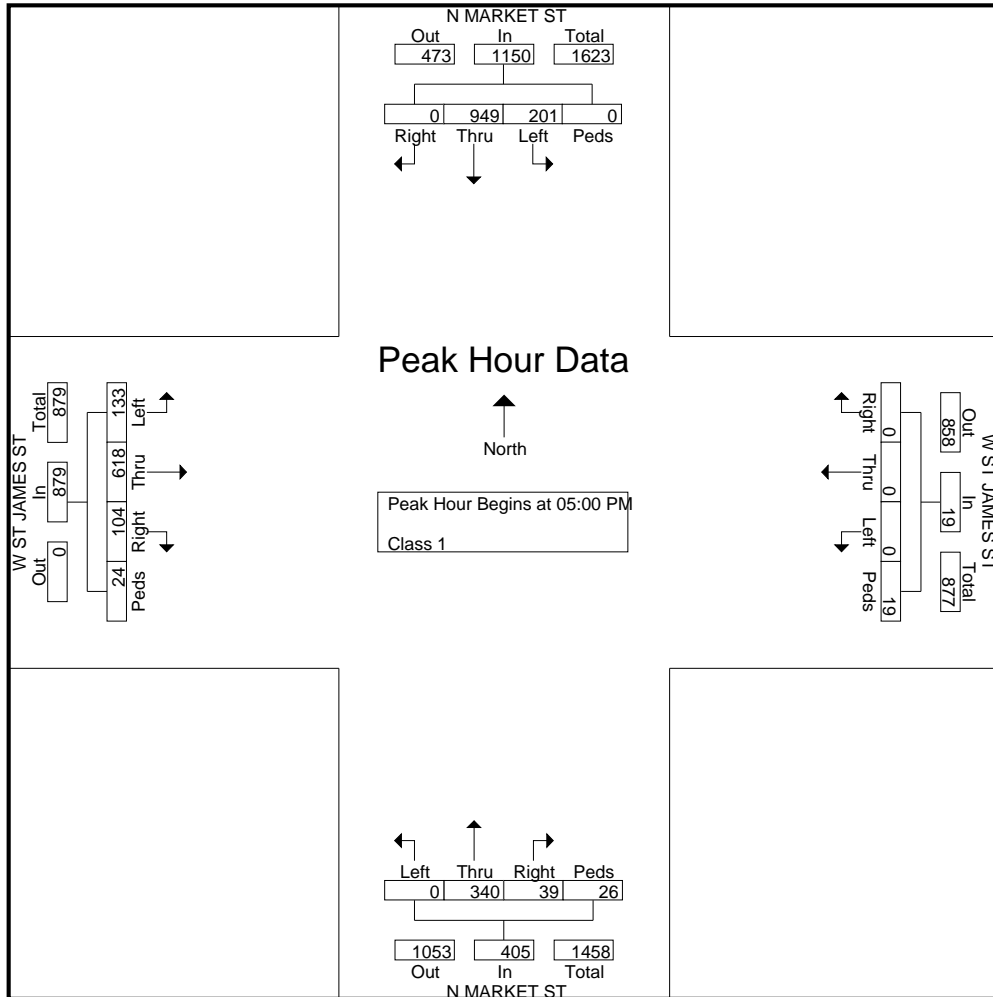 N MARKET ST
Out In Total
473 1150 1623
0 949 201 0
Right Thru Left Peds
Peak Hour Data
North
Peak Hour Begins at 05:00 PM
Class 1
W ST JAMES ST
Total In Out
879 879 0
133 618 104 24
Left Thru Right Peds
Right Thru Left Peds
0 0 0 19
858 19 877
Out In Total
W ST JAMES ST
Left Thru Right Peds
0 340 39 26
1053 405 1458
Out In Total
N MARKET ST